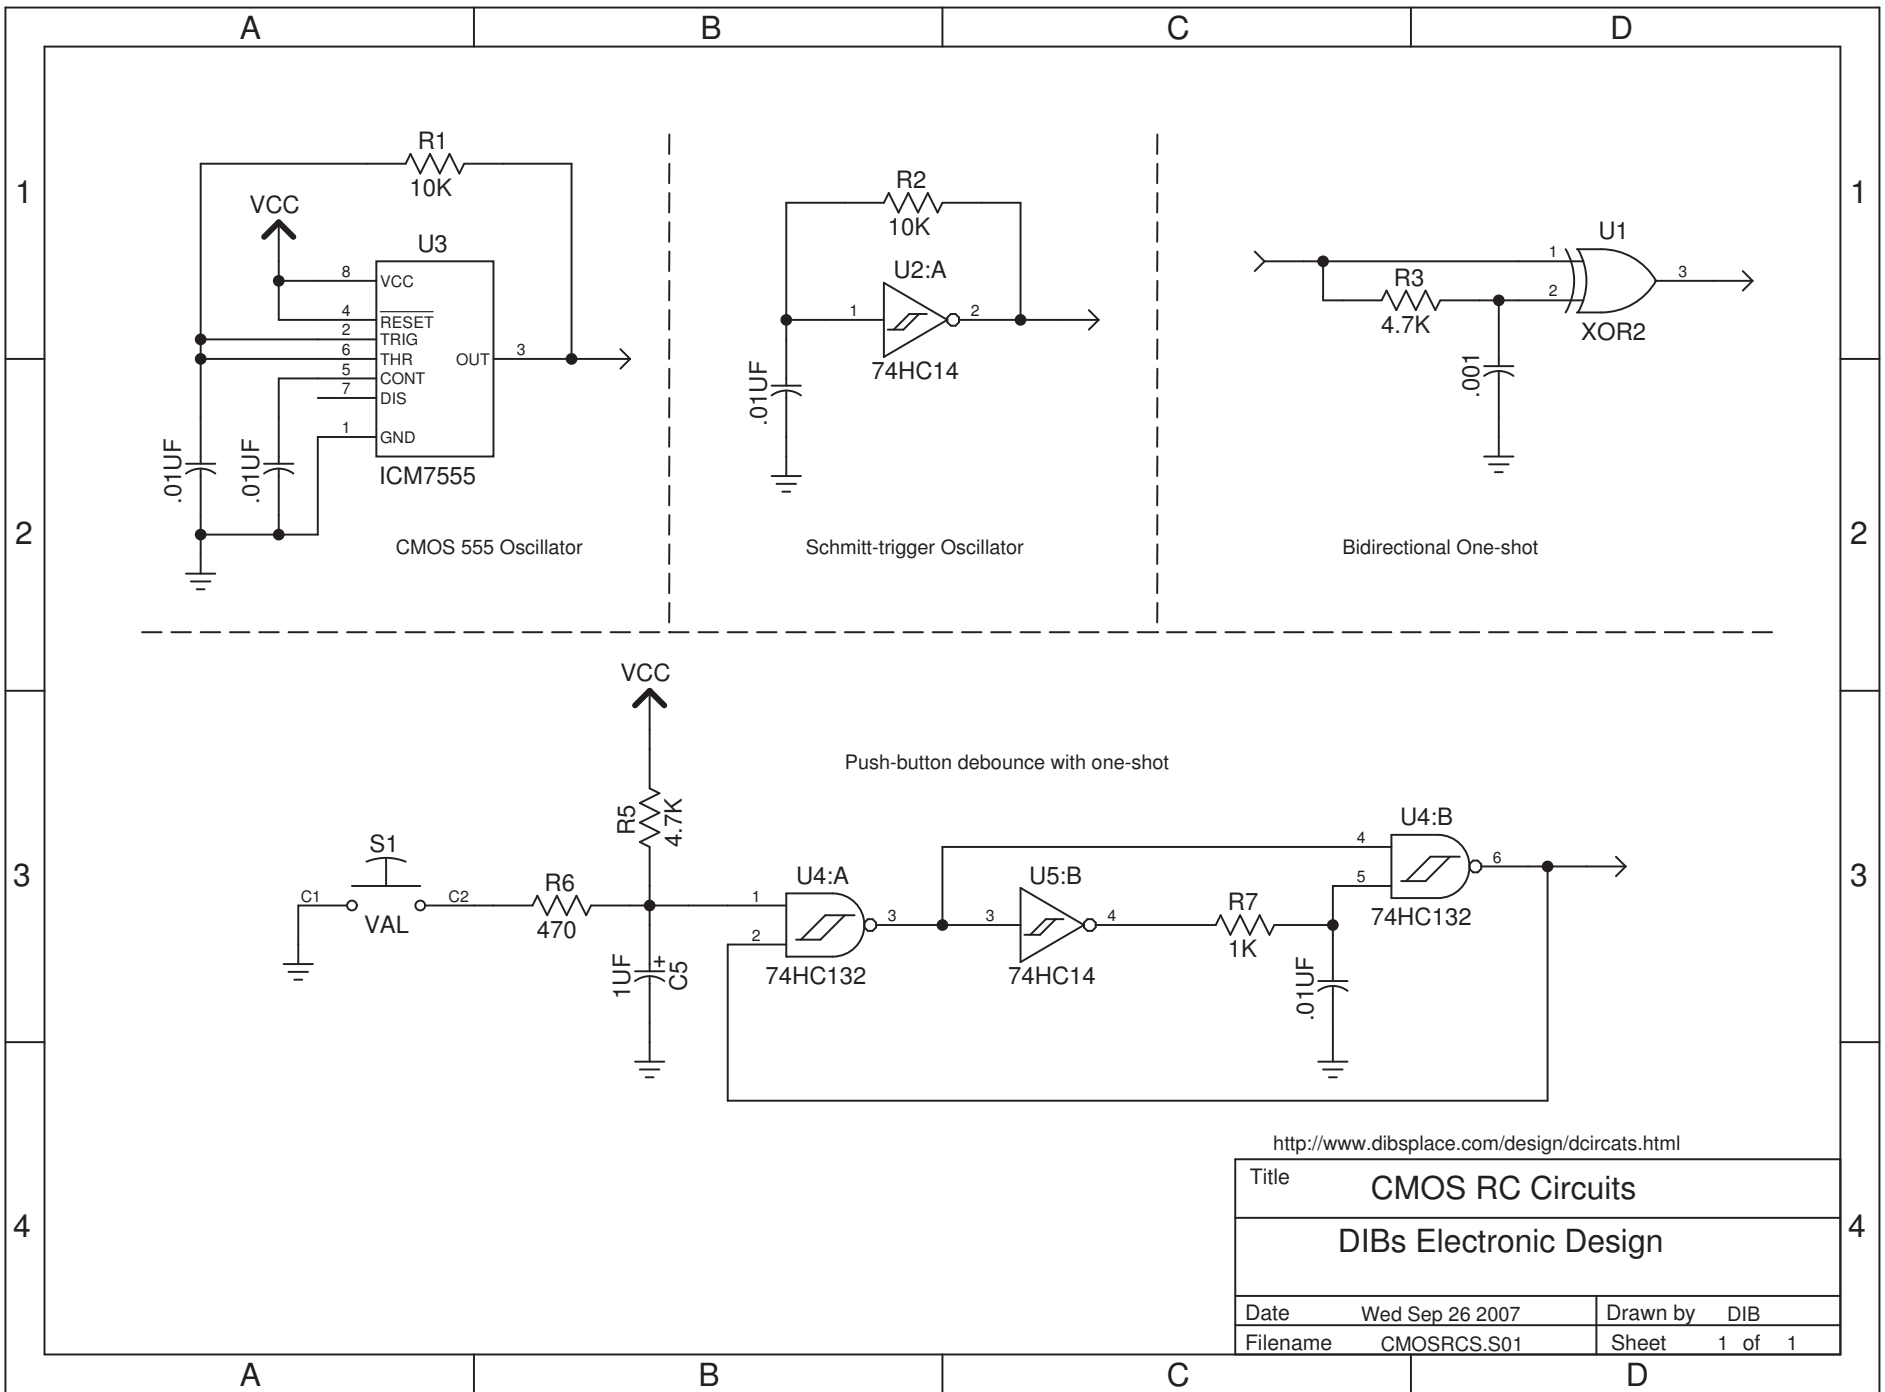 A B C D
1 1
R1
10K
VCC
U3
8 VCC
4 RESET
2 TRIG
6 THR
5 CONT
7 DIS
1 GND
OUT 3
ICM7555
.01UF
.01UF
CMOS 555 Oscillator
R2
10K
U2:A
1 2
74HC14
.01UF
Schmitt-trigger Oscillator
U1
1
R3
2
3
4.7K
XOR2
.001
Bidirectional One-shot
2 2
VCC
Push-button debounce with one-shot
R5
4.7K
S1
C1 C2
VAL
R6
470
1UF
+
C5
U4:A
1
2
3
74HC132
U5:B
3 4
74HC14
R7
1K
.01UF
U4:B
4
5
6
74HC132
3 3
http://www.dibsplace.com/design/dcircats.html
Title CMOS RC Circuits
DIBs Electronic Design
Date Wed Sep 26 2007 Drawn by DIB
Filename CMOSRCS.S01 Sheet 1 of 1
4 4
A B C D